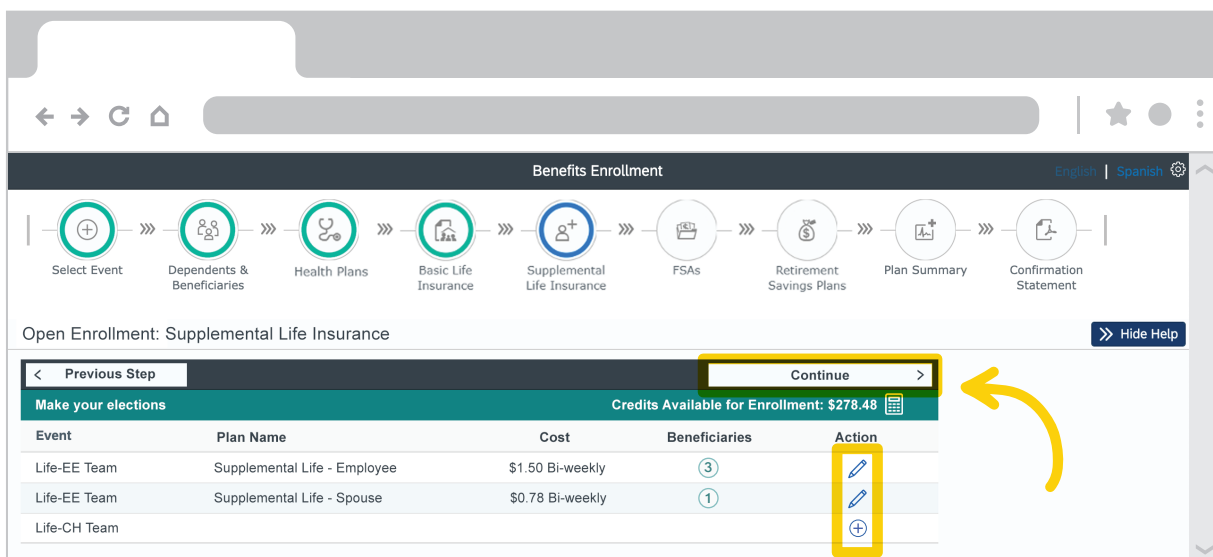 Benefits Enrollment
English | Spanish
Select Event
Dependents &
Beneficiaries
Health Plans
Basic Life
Insurance
Supplemental
Life Insurance
FSAs
Retirement
Savings Plans
Plan Summary
Confirmation
Statement
Open Enrollment: Supplemental Life Insurance
Hide Help
Previous Step
Continue
Make your elections
Credits Available for Enrollment: $278.48
Event Plan Name Cost Beneficiaries Action
Life-EE Team Supplemental Life - Employee $1.50 Bi-weekly 3
Life-EE Team Supplemental Life - Spouse $0.78 Bi-weekly 1
Life-CH Team